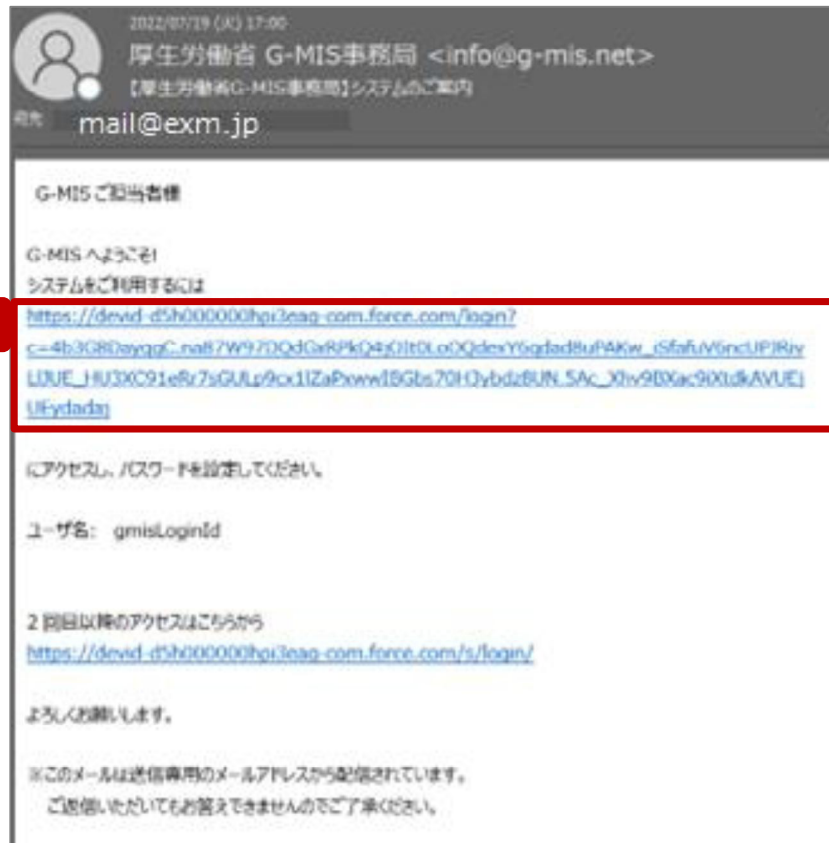 2022/07/19 (火) 17:00
厚生労働省 G-MIS事務局 <info@g-mis.net>
【厚生労働省G-MIS事務局】システムのご案内
宛先 mail@exm.jp
G-MIS ご担当者様
G-MIS へようこそ!
システムをご利用するには
https://devid-d5h000000hpi3eag-com.force.com/login?
にアクセスし、パスワードを設定してください。
ユーザ名: gmisLoginId
2 回目以降のアクセスはこちらから
https://devid-d5h000000hpi3eag-com.force.com/s/login/
よろしくお願いします。
※このメールは送信専用のメールアドレスから配信されています。
ご返信いただいてもお答えできませんのでご了承ください。